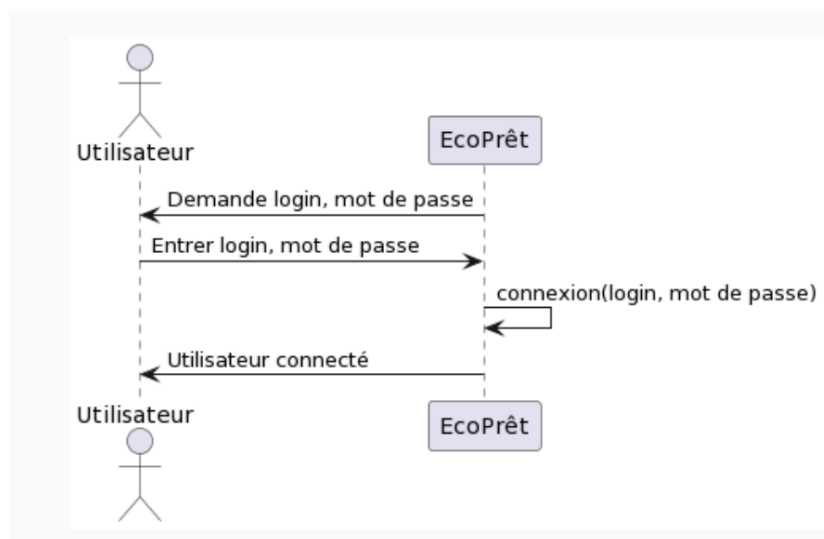 Utilisateur
EcoPrêt
Demande login, mot de passe
Entrer login, mot de passe
connexion(login, mot de passe)
Utilisateur connecté
Utilisateur
EcoPrêt